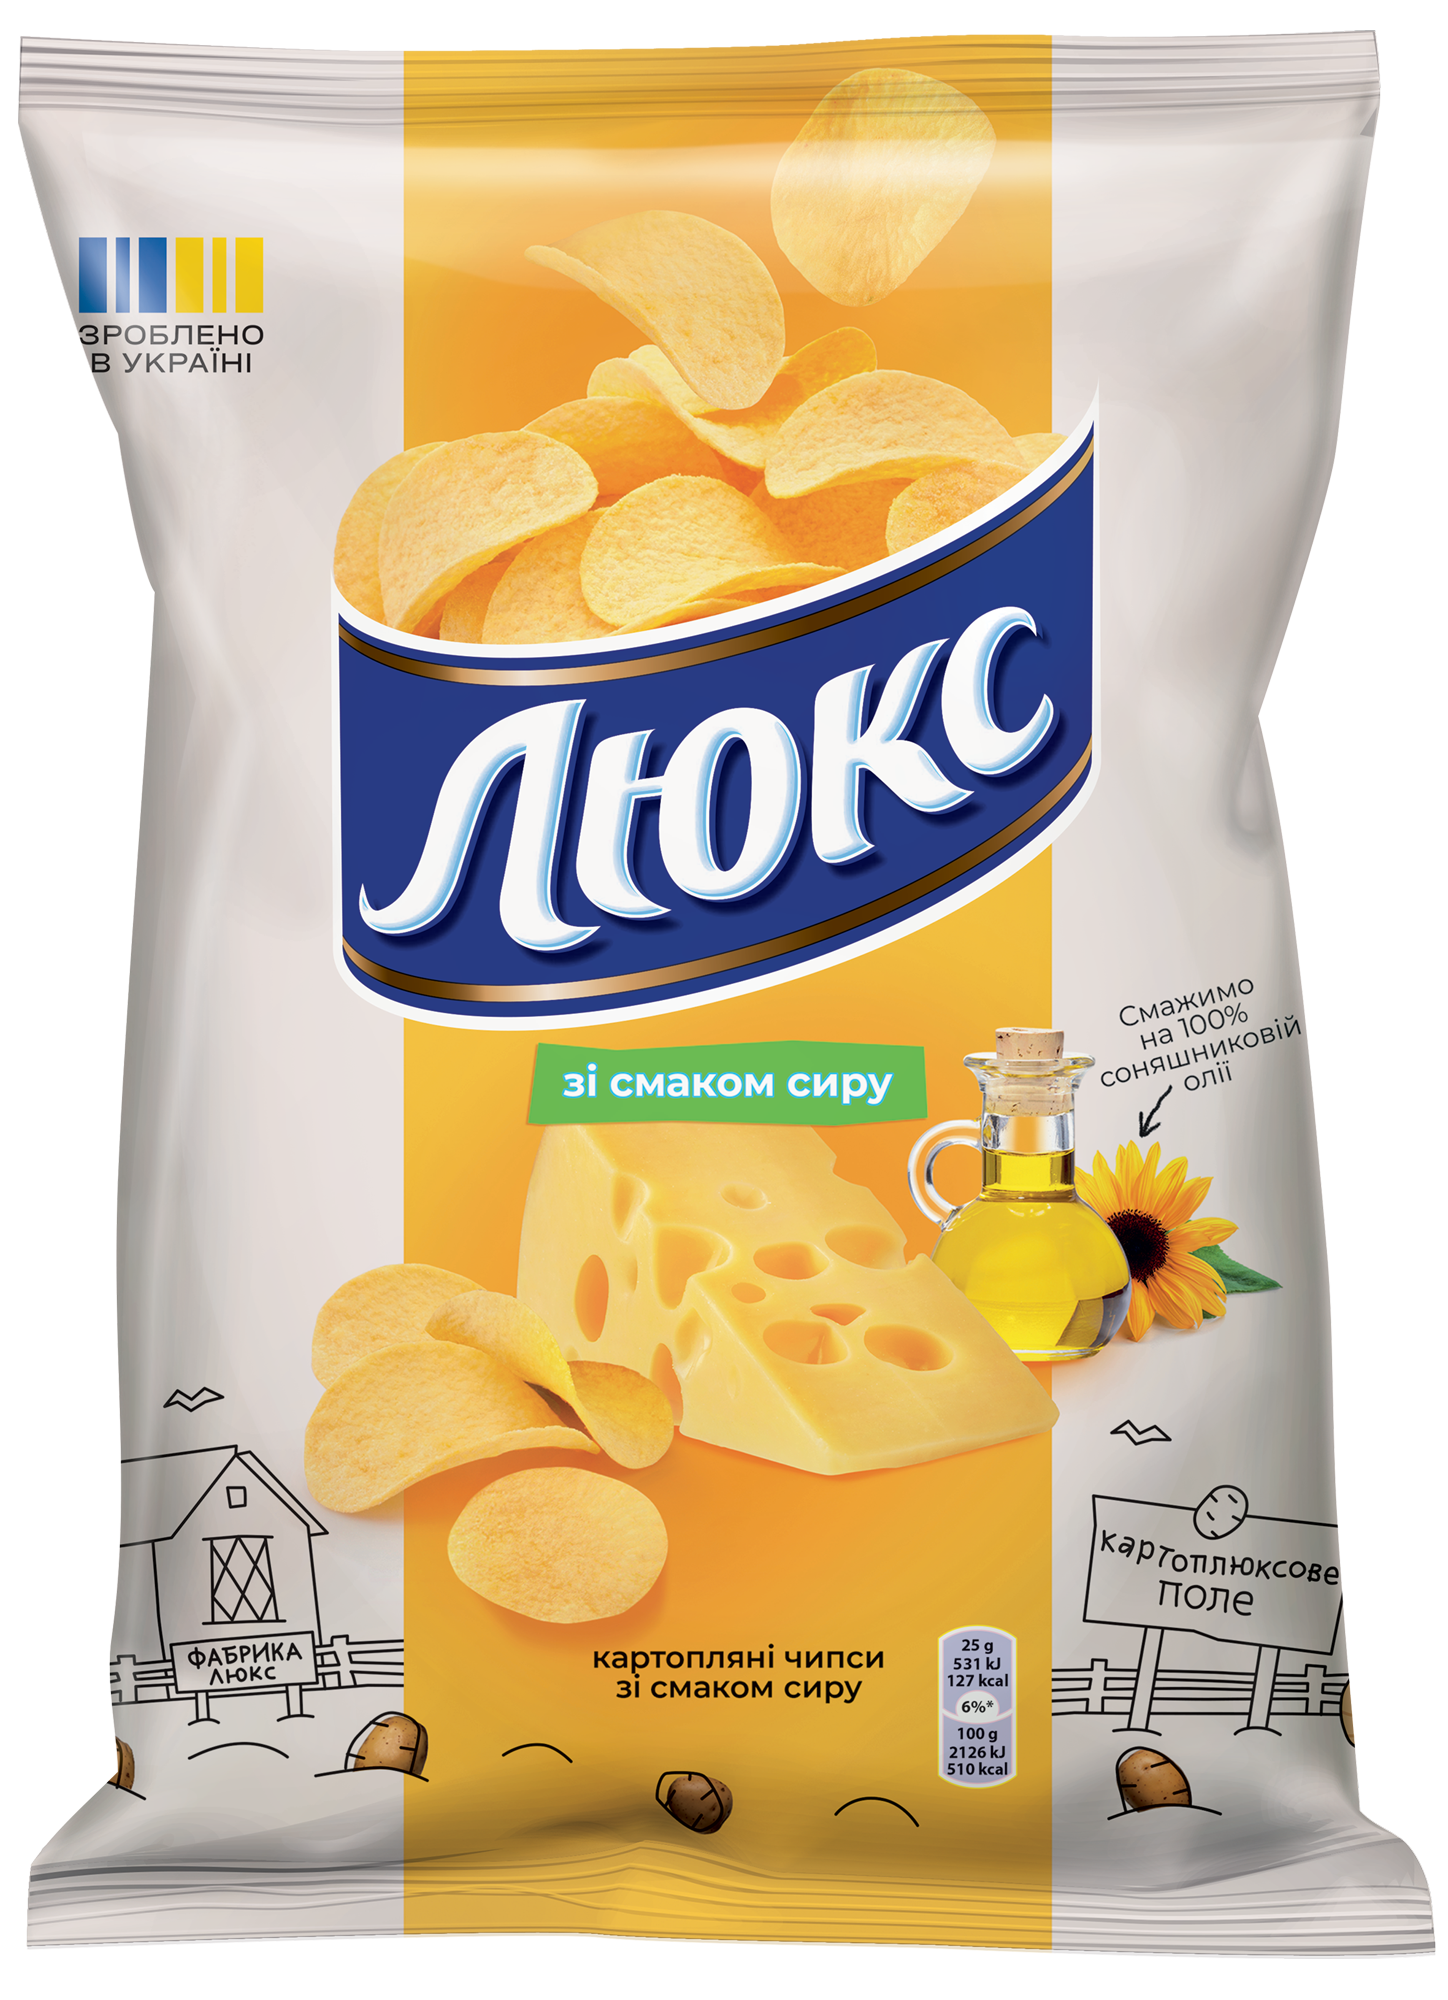 ЗРОБЛЕНО
В УКРАЇНІ
Люкс
зі смаком сиру
Смажимо
на 100%
соняшниковій
олії
ФАБРИКА
ЛЮКС
картоплюксове
поле
картопляні чипси
зі смаком сиру
25 g
531 kJ
127 kcal
6%*
100 g
2126 kJ
510 kcal